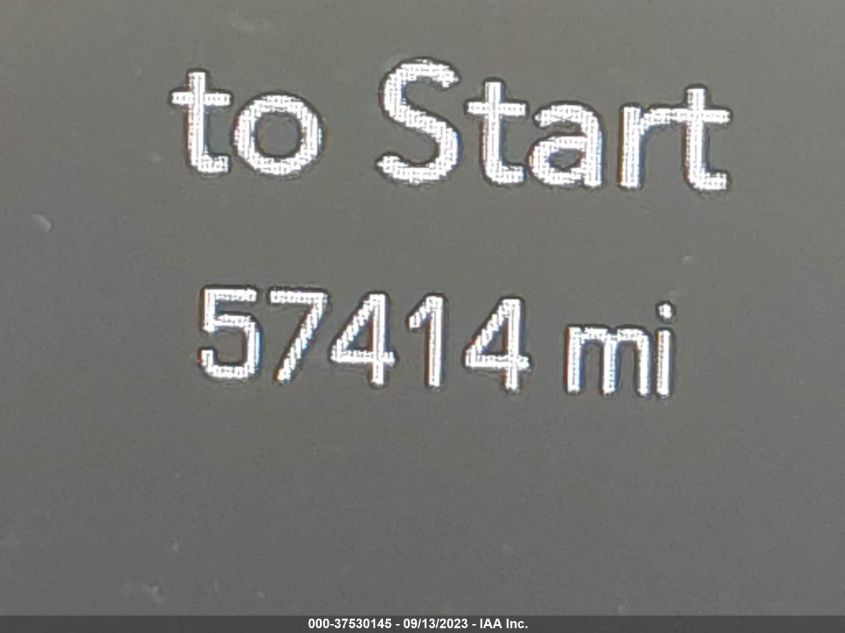 to Start
57414 mi
000-37530145 - 09/13/2023 - IAA Inc.